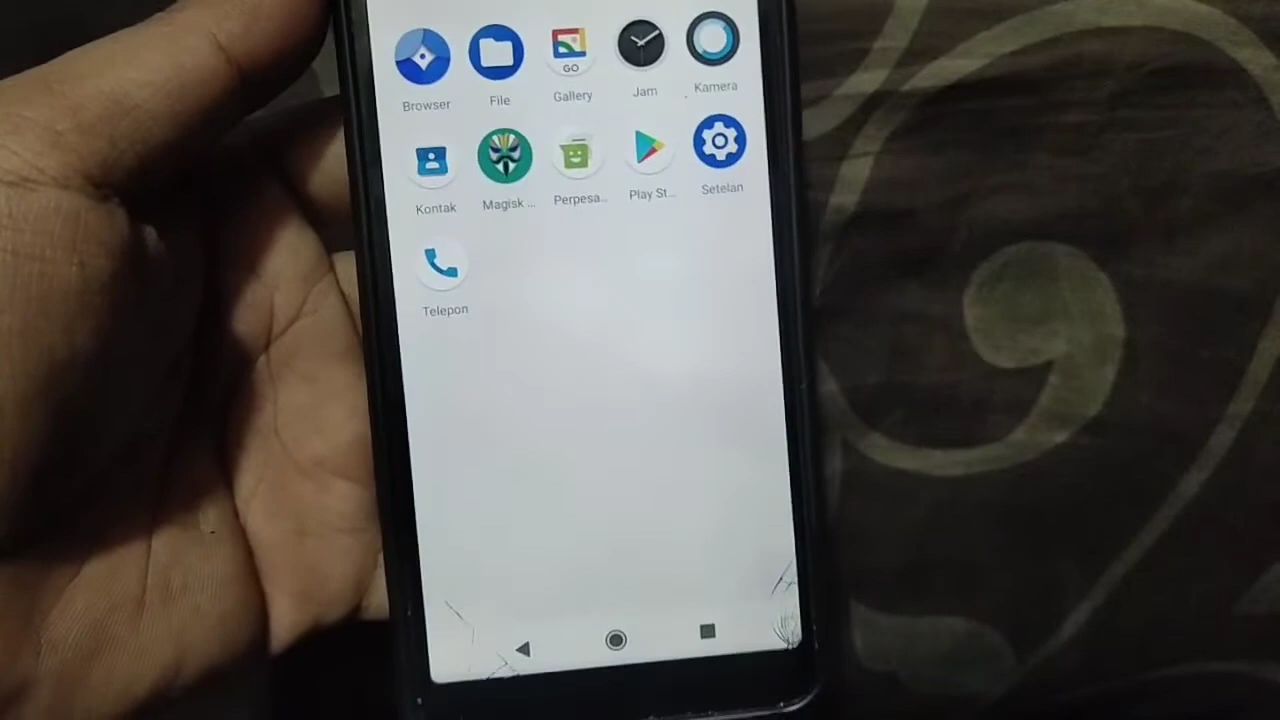 Browser File Gallery Jam Kamera
GO
Kontak Magisk ... Perpesa.. Play St... Setelan
Telepon